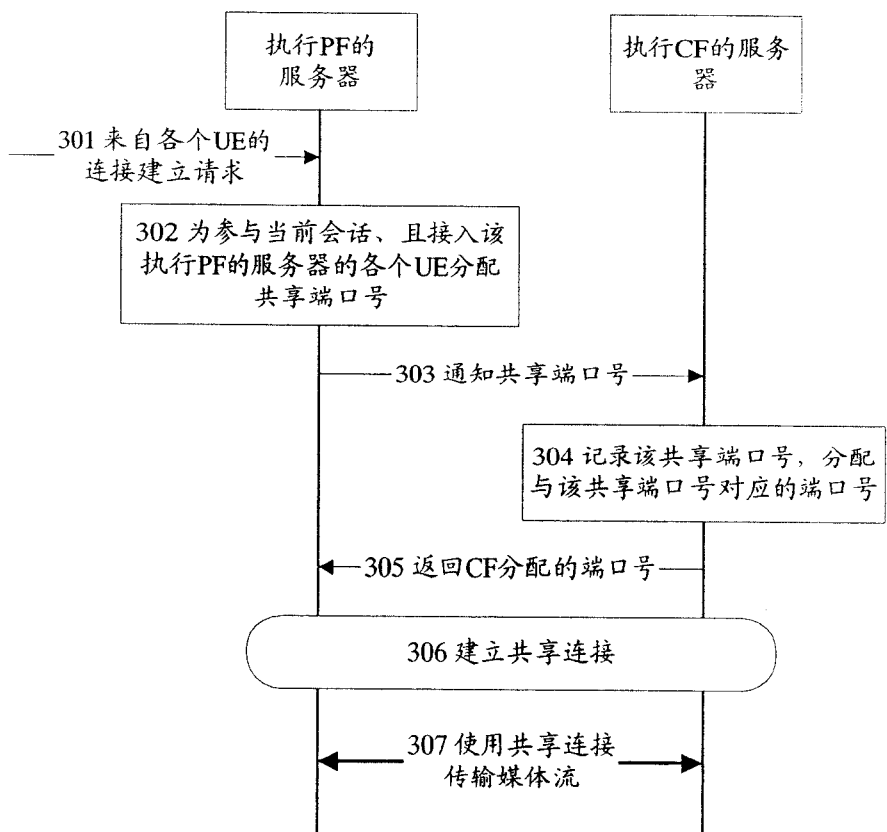 执行PF的
服务器
执行CF的服务
器
301 来自各个UE的
连接建立请求
302 为参与当前会话、且接入该
执行PF的服务器的各个UE分配
共享端口号
303 通知共享端口号
304 记录该共享端口号，分配
与该共享端口号对应的端口号
305 返回CF分配的端口号
306 建立共享连接
307 使用共享连接
传输媒体流